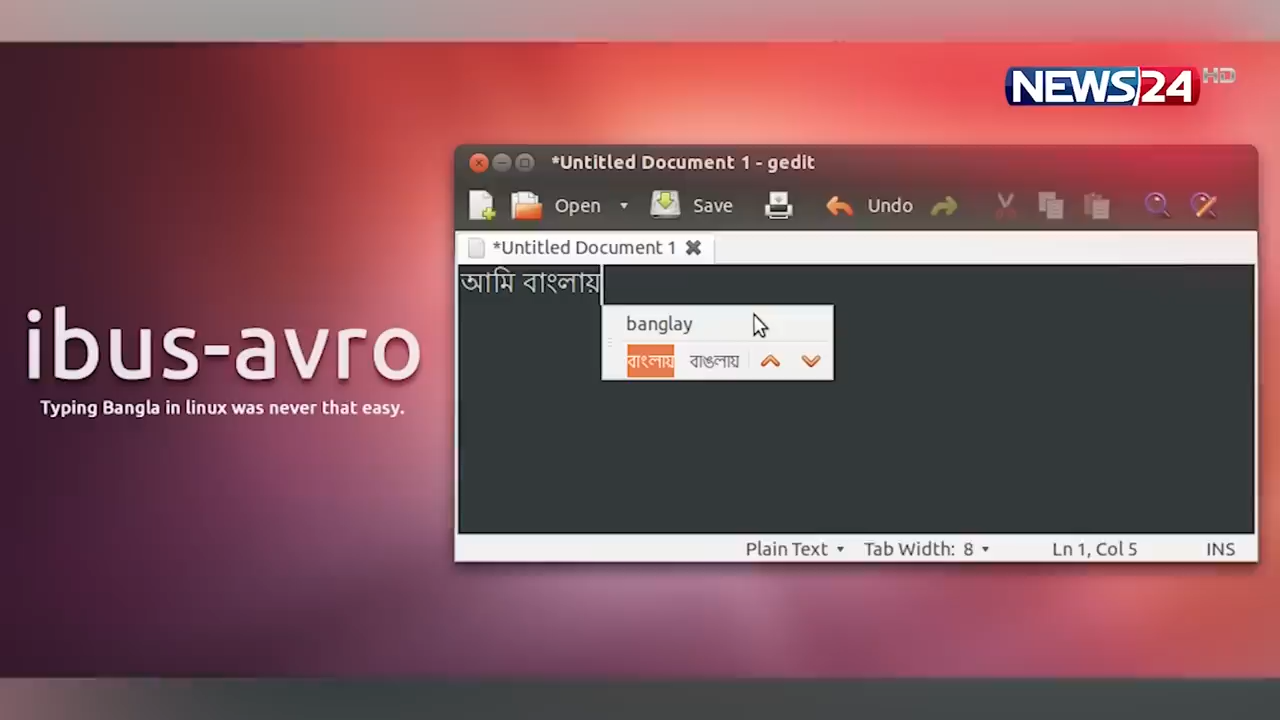 NEWS24 HD
*Untitled Document 1 - gedit
Open Save Undo
*Untitled Document 1
আমি বাংলায়
banglay
বাংলায় বাঙলায়
ibus-avro
Typing Bangla in linux was never that easy.
Plain Text Tab Width: 8 Ln 1, Col 5 INS